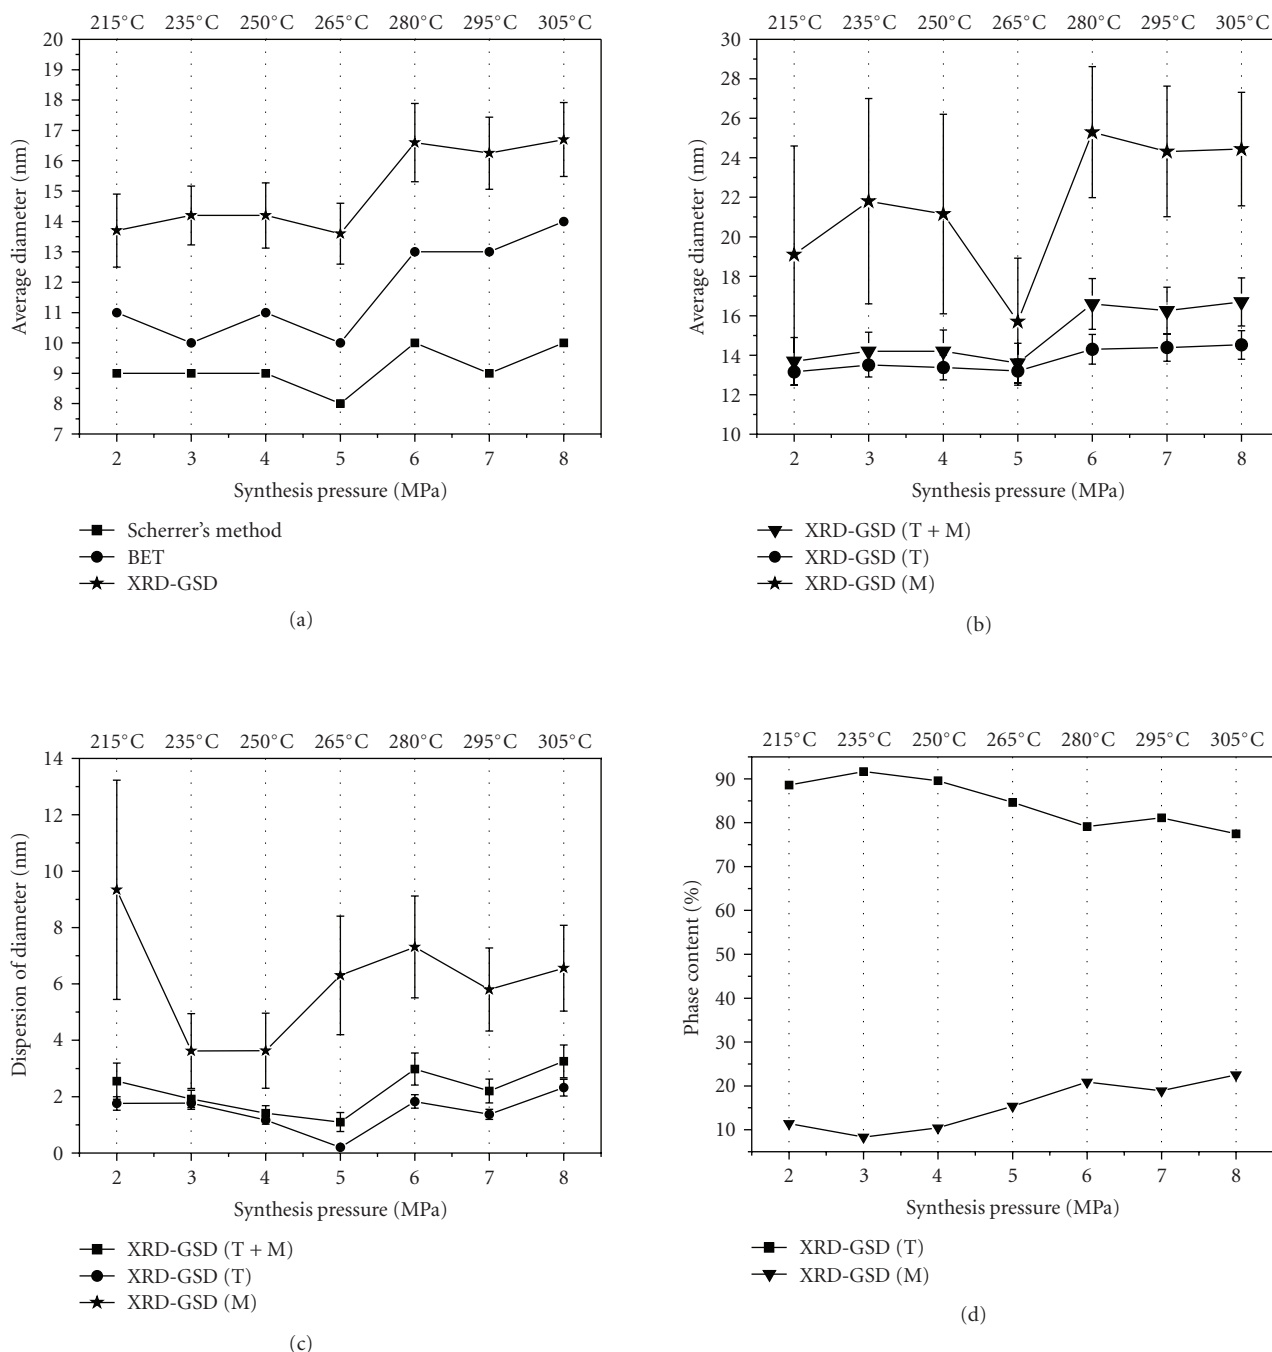 215°C 235°C 250°C 265°C 280°C 295°C 305°C
20
19
18
17
16
15
14
13
12
11
10
9
8
7
Average diameter (nm)
2 3 4 5 6 7 8
Synthesis pressure (MPa)
Scherrer's method
BET
XRD-GSD
(a)
215°C 235°C 250°C 265°C 280°C 295°C 305°C
30
28
26
24
22
20
18
16
14
12
10
Average diameter (nm)
2 3 4 5 6 7 8
Synthesis pressure (MPa)
XRD-GSD (T + M)
XRD-GSD (T)
XRD-GSD (M)
(b)
215°C 235°C 250°C 265°C 280°C 295°C 305°C
14
12
10
8
6
4
2
0
Dispersion of diameter (nm)
2 3 4 5 6 7 8
Synthesis pressure (MPa)
XRD-GSD (T + M)
XRD-GSD (T)
XRD-GSD (M)
(c)
215°C 235°C 250°C 265°C 280°C 295°C 305°C
90
80
70
60
50
40
30
20
10
Phase content (%)
2 3 4 5 6 7 8
Synthesis pressure (MPa)
XRD-GSD (T)
XRD-GSD (M)
(d)